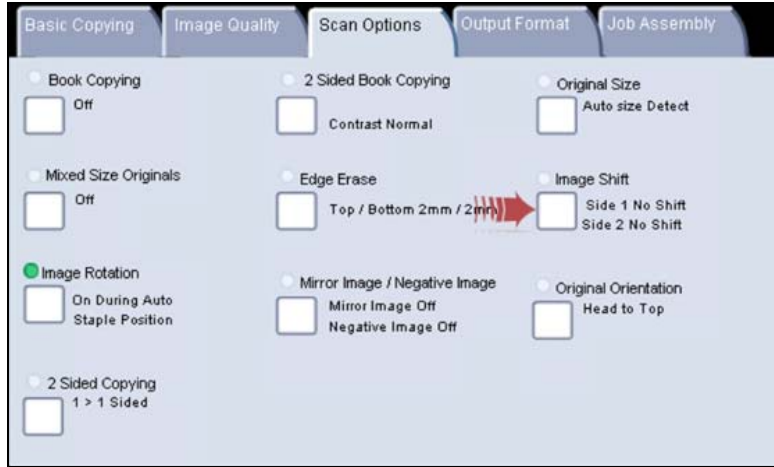 Basic Copying
Image Quality
Scan Options
Output Format
Job Assembly
Book Copying
Off
2 Sided Book Copying
Contrast Normal
Original Size
Auto size Detect
Mixed Size Originals
Off
Edge Erase
Top / Bottom 2mm / 2mm
Image Shift
Side 1 No Shift
Side 2 No Shift
Image Rotation
On During Auto
Staple Position
Mirror Image / Negative Image
Mirror Image Off
Negative Image Off
Original Orientation
Head to Top
2 Sided Copying
1 > 1 Sided